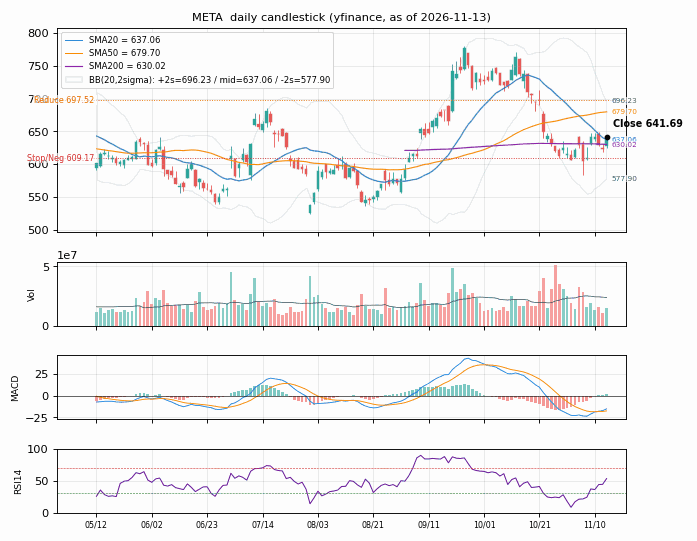 META  daily candlestick (yfinance, as of 2026-11-13)
SMA20 = 637.06
SMA50 = 679.70
SMA200 = 630.02
BB(20,2sigma): +2s=696.23 / mid=637.06 / -2s=577.90
800
750
Reduce 697.52
650
Stop/Neg 609.17
600
550
500
696.23
679.70
Close 641.69
637.06
630.02
577.90
1e7
5
0
Vol
25
0
−25
MACD
100
50
0
RSI14
05/12
06/02
06/23
07/14
08/03
08/21
09/11
10/01
10/21
11/10